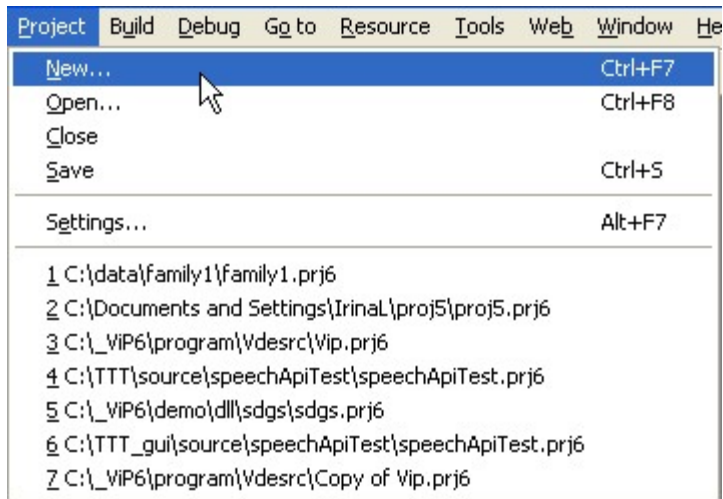 Project Build Debug Go to Resource Tools Web Window He
New... Ctrl+F7
Open... Ctrl+F8
Close
Save Ctrl+S
Settings... Alt+F7
1 C:\data\family1\family1.prj6
2 C:\Documents and Settings\IrinaL\proj5\proj5.prj6
3 C:\_ViP6\program\Vdesrc\Vip.prj6
4 C:\TTT\source\speechApiTest\speechApiTest.prj6
5 C:\_ViP6\demo\dll\sdgs\sdgs.prj6
6 C:\TTT_gui\source\speechApiTest\speechApiTest.prj6
7 C:\_ViP6\program\Vdesrc\Copy of Vip.prj6